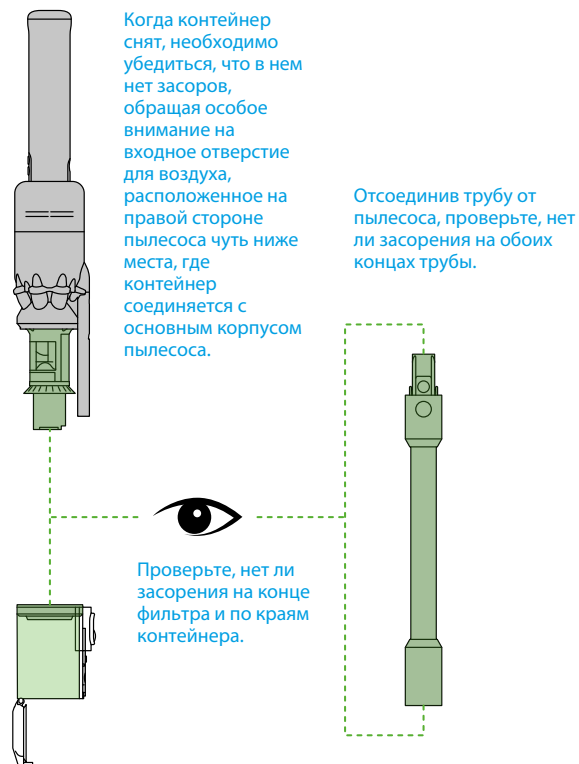 Когда контейнер
снят, необходимо
убедиться, что в нем
нет засоров,
обращая особое
внимание на
входное отверстие
для воздуха,
расположенное на
правой стороне
пылесоса чуть ниже
места, где
контейнер
соединяется с
основным корпусом
пылесоса.
Отсоединив трубу от
пылесоса, проверьте, нет
ли засорения на обоих
концах трубы.
Проверьте, нет ли
засорения на конце
фильтра и по краям
контейнера.